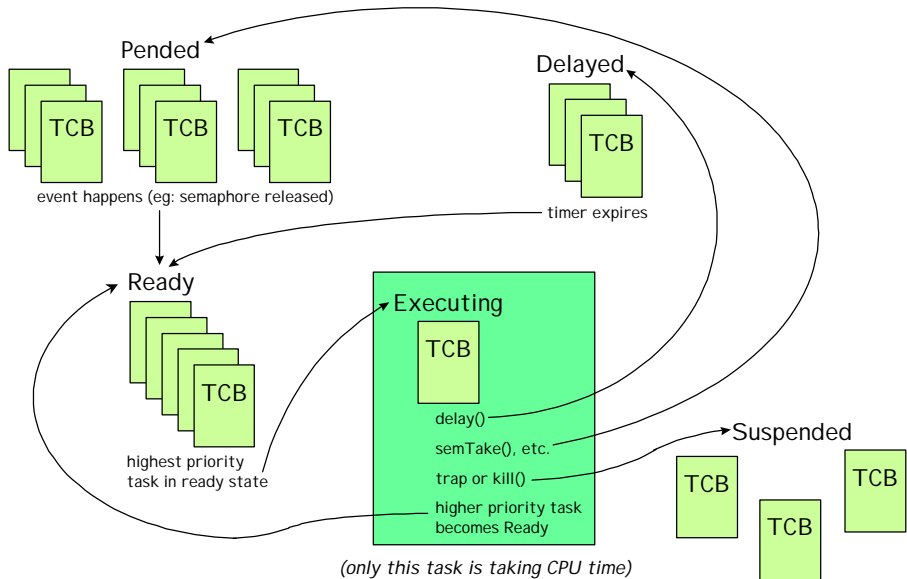 Pended
TCB
TCB
TCB
event happens (eg: semaphore released)
Delayed
TCB
timer expires
Ready
TCB
highest priority
task in ready state
Executing
TCB
delay()
semTake(), etc.
trap or kill()
higher priority task
becomes Ready
(only this task is taking CPU time)
Suspended
TCB
TCB
TCB